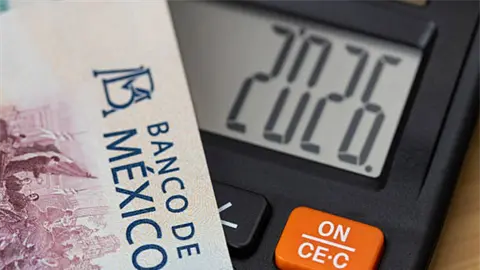 BANCO DE
MÉXICO
2026.
ON
CE·C